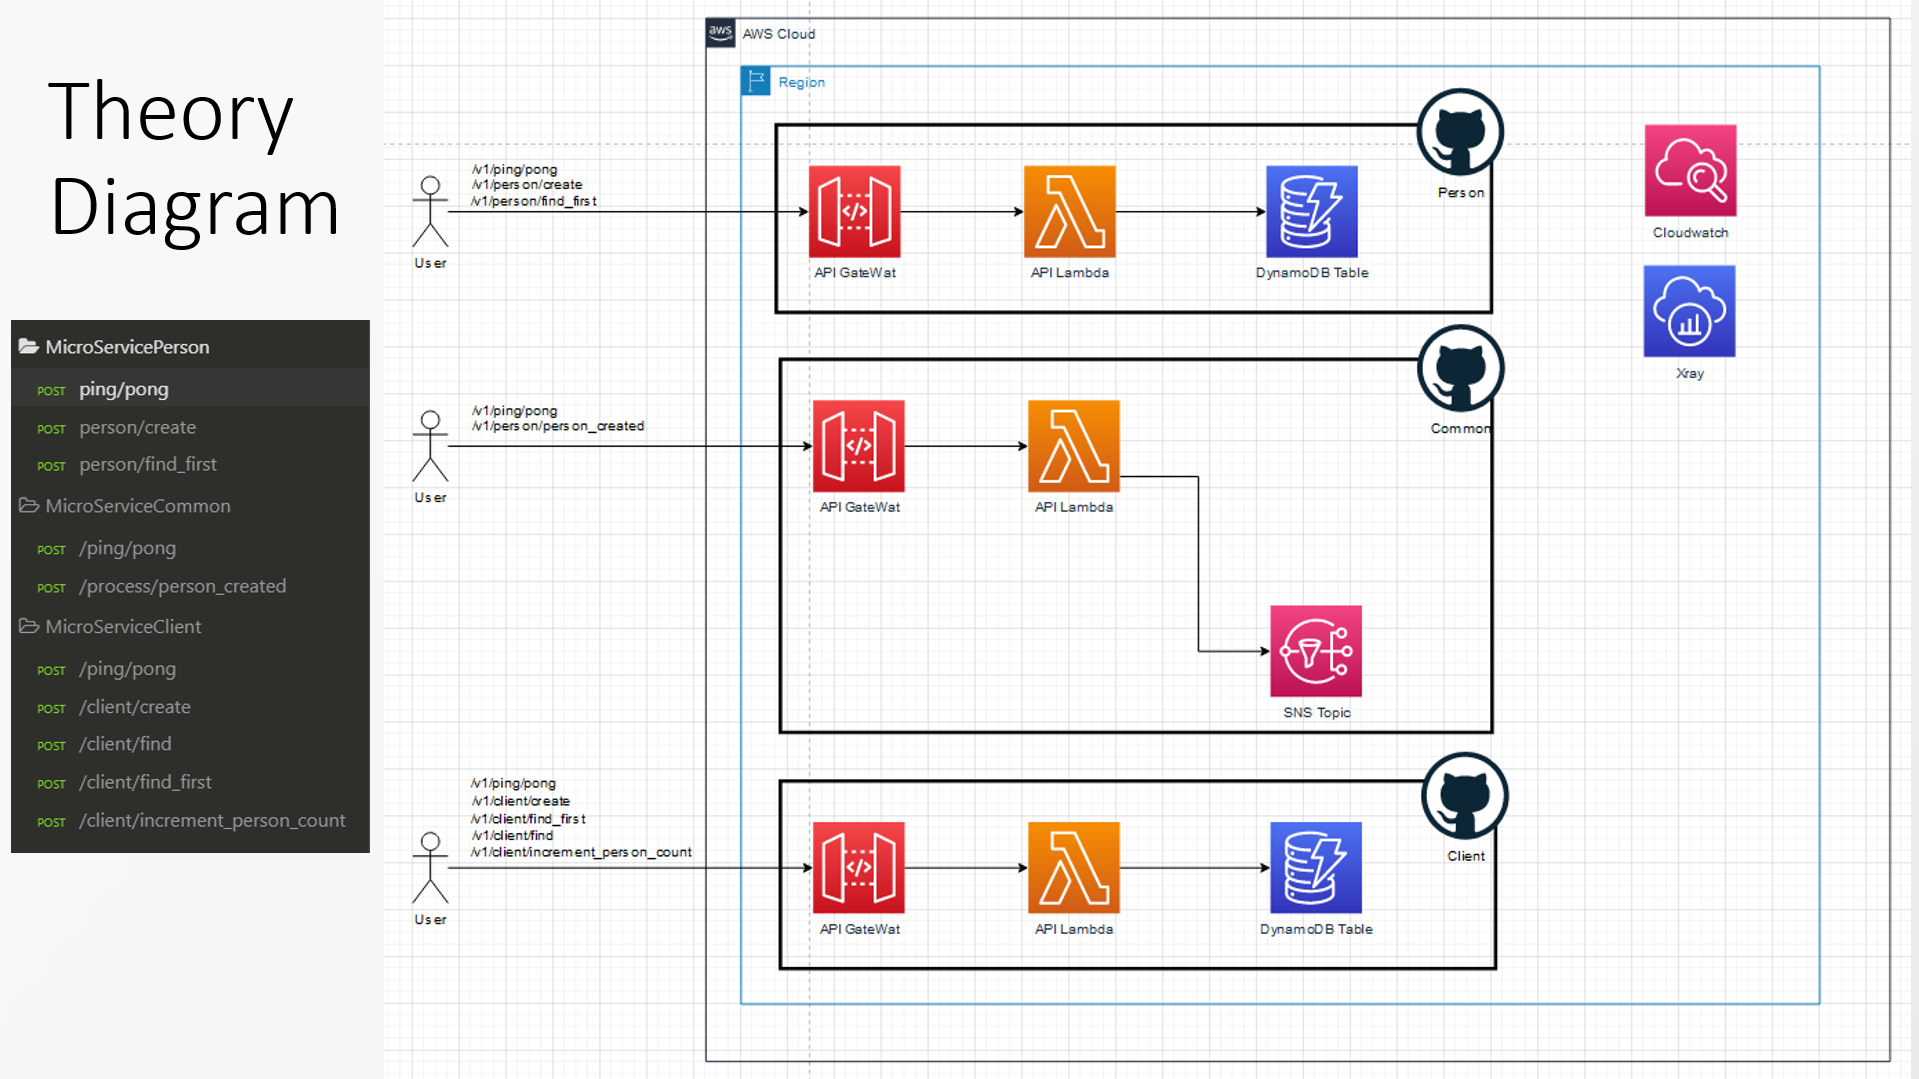 Theory
Diagram
MicroServicePerson
POST ping/pong
POST person/create
POST person/find_first
MicroServiceCommon
POST /ping/pong
POST /process/person_created
MicroServiceClient
POST /ping/pong
POST /client/create
POST /client/find
POST /client/find_first
POST /client/increment_person_count
aws AWS Cloud
Region
/v1/ping/pong
/v1/person/create
/v1/person/find_first
User
API GateWat
API Lambda
DynamoDB Table
Person
Cloudwatch
Xray
/v1/ping/pong
/v1/person/person_created
User
API GateWat
API Lambda
Common
SNS Topic
/v1/ping/pong
/v1/client/create
/v1/client/find_first
/v1/client/find
/v1/client/increment_person_count
User
API GateWat
API Lambda
DynamoDB Table
Client